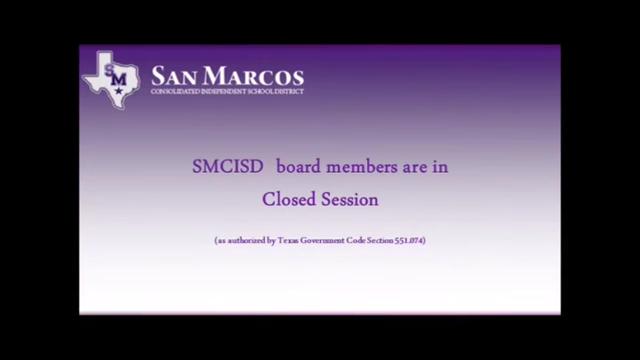 SM
SAN MARCOS
CONSOLIDATED INDEPENDENT SCHOOL DISTRICT
SMCISD board members are in
Closed Session
(as authorized by Texas Government Code Section 551.074)